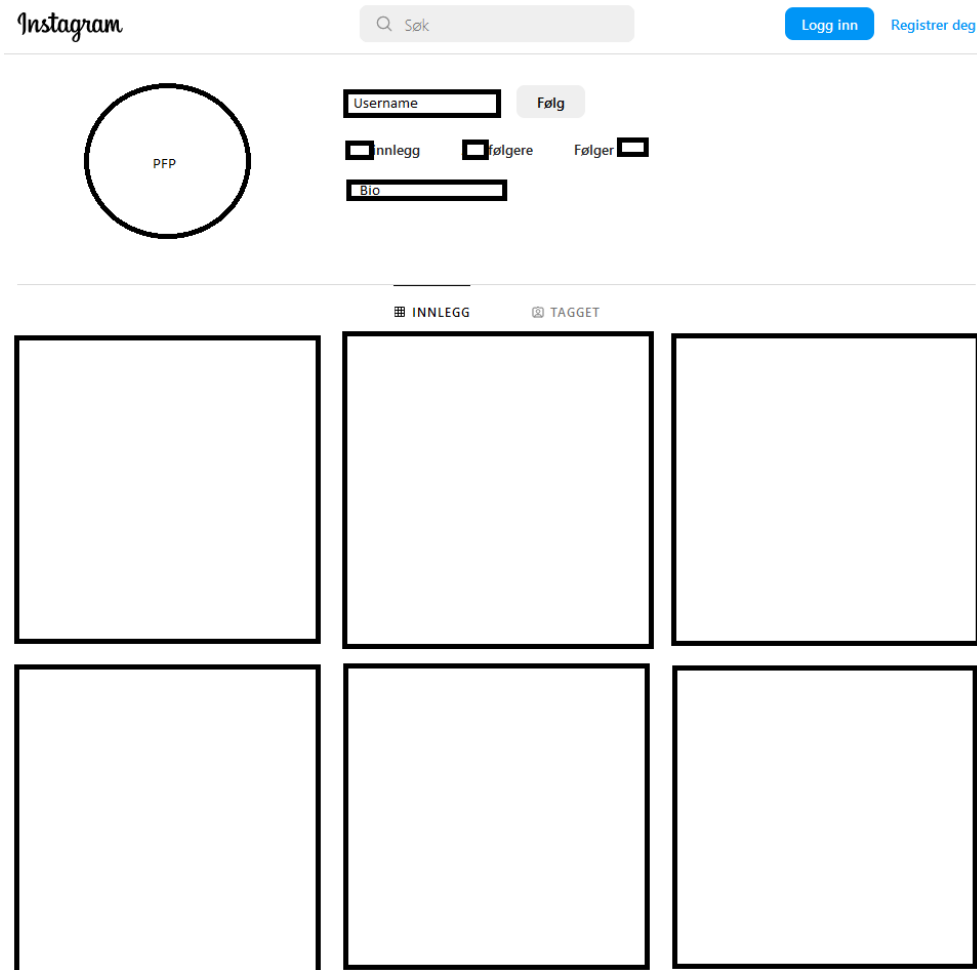 Instagram
Søk
Logg inn
Registrer deg
Username
Følg
innlegg
følgere
Følger
PFP
Bio
INNLEGG
TAGGET